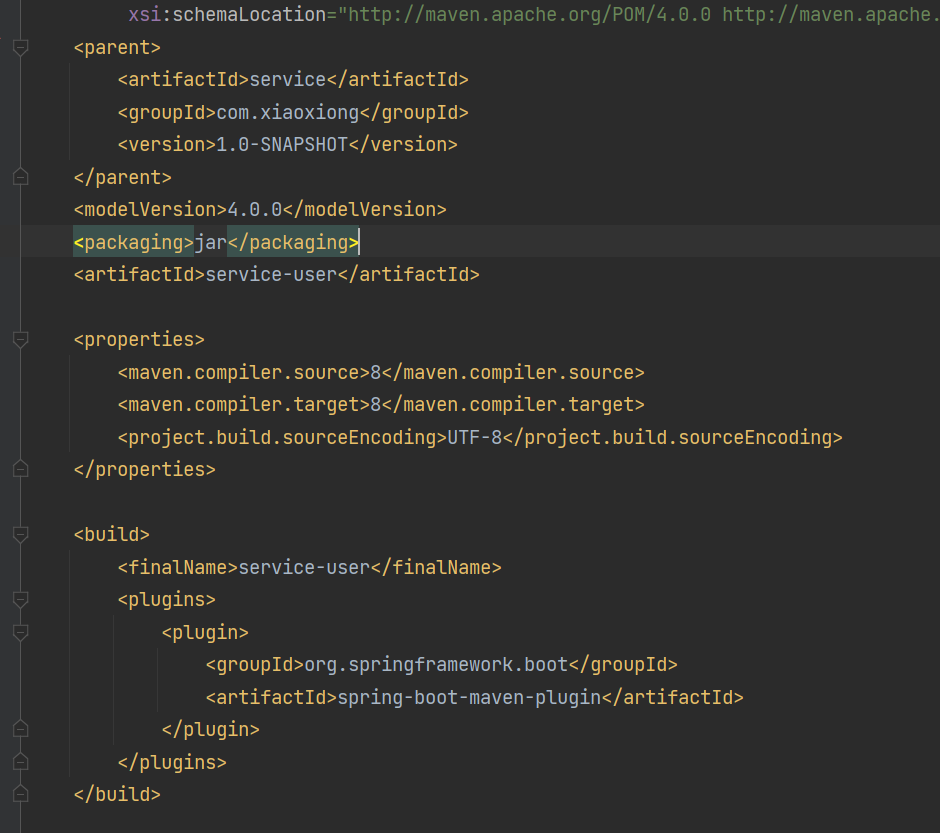 xsi:schemaLocation="http://maven.apache.org/POM/4.0.0 http://maven.apache.
<parent>
<artifactId>service</artifactId>
<groupId>com.xiaoxiong</groupId>
<version>1.0-SNAPSHOT</version>
</parent>
<modelVersion>4.0.0</modelVersion>
<packaging>jar</packaging>
<artifactId>service-user</artifactId>
<properties>
<maven.compiler.source>8</maven.compiler.source>
<maven.compiler.target>8</maven.compiler.target>
<project.build.sourceEncoding>UTF-8</project.build.sourceEncoding>
</properties>
<build>
<finalName>service-user</finalName>
<plugins>
<plugin>
<groupId>org.springframework.boot</groupId>
<artifactId>spring-boot-maven-plugin</artifactId>
</plugin>
</plugins>
</build>